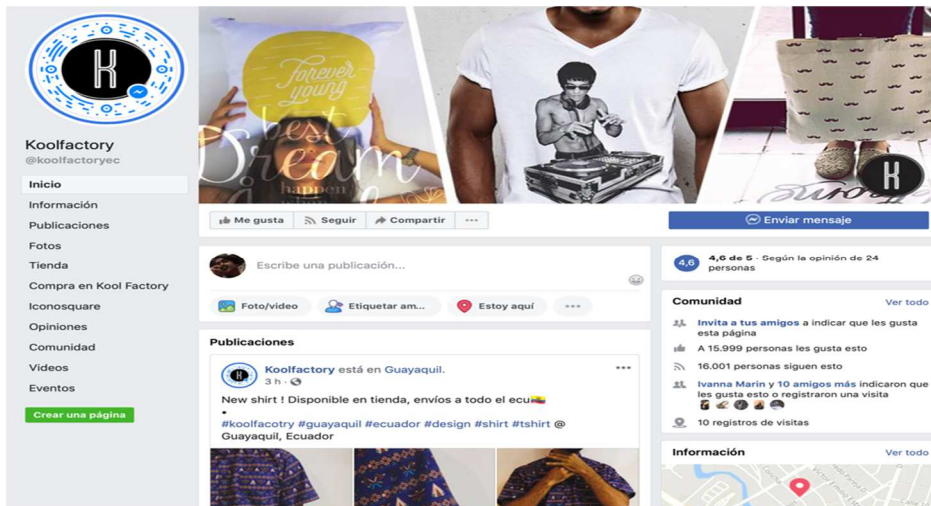 K
Koolfactory
@koolfactoryec
Inicio
Información
Publicaciones
Fotos
Tienda
Compra en Kool Factory
Iconosquare
Opiniones
Comunidad
Videos
Eventos
Crear una página
Forever
young
best
Dream
happen
K
Me gusta
Seguir
Compartir
Enviar mensaje
Escribe una publicación...
Foto/video
Etiquetar am...
Estoy aquí
Publicaciones
Koolfactory está en Guayaquil.
3 h ·
New shirt ! Disponible en tienda, envíos a todo el ecu🇪🇨
•
#koolfacotry #guayaquil #ecuador #design #shirt #tshirt @
Guayaquil, Ecuador
4,6
4,6 de 5 · Según la opinión de 24
personas
Comunidad
Ver todo
Invita a tus amigos a indicar que les gusta
esta página
A 15.999 personas les gusta esto
16.001 personas siguen esto
Ivanna Marin y 10 amigos más indicaron que
les gusta esto o registraron una visita
10 registros de visitas
Información
Ver todo